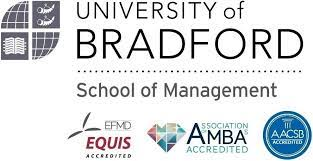 UNIVERSITY of
BRADFORD
School of Management
EFMD
EQUIS
ACCREDITED
ASSOCIATION
AMBA's
ACCREDITED
AACSB
ACCREDITED